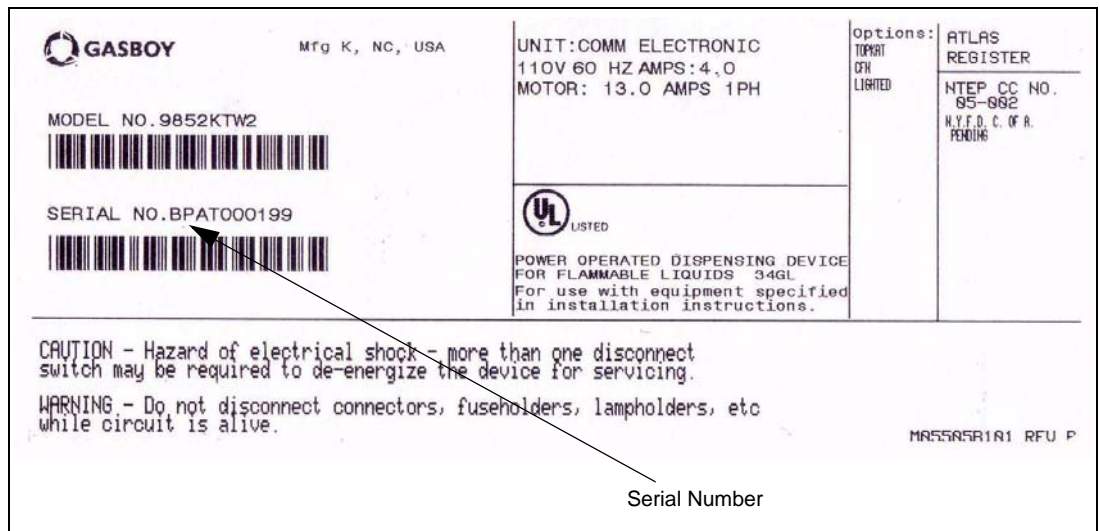 GASBOY
Mfg K, NC, USA
MODEL NO.9852KTW2
SERIAL NO.BPAT000199
UNIT:COMM ELECTRONIC
110V 60 HZ AMPS:4.0
MOTOR: 13.0 AMPS 1PH
UL LISTED
POWER OPERATED DISPENSING DEVICE
FOR FLAMMABLE LIQUIDS 34GL
For use with equipment specified
in installation instructions.
Options:
TOPKAT
CFN
LIGHTED
ATLAS
REGISTER
NTEP CC NO.
05-002
N.Y.F.D. C. OF A.
PENDING
CAUTION - Hazard of electrical shock - more than one disconnect
switch may be required to de-energize the device for servicing.
WARNING - Do not disconnect connectors, fuseholders, lampholders, etc
while circuit is alive.
Serial Number